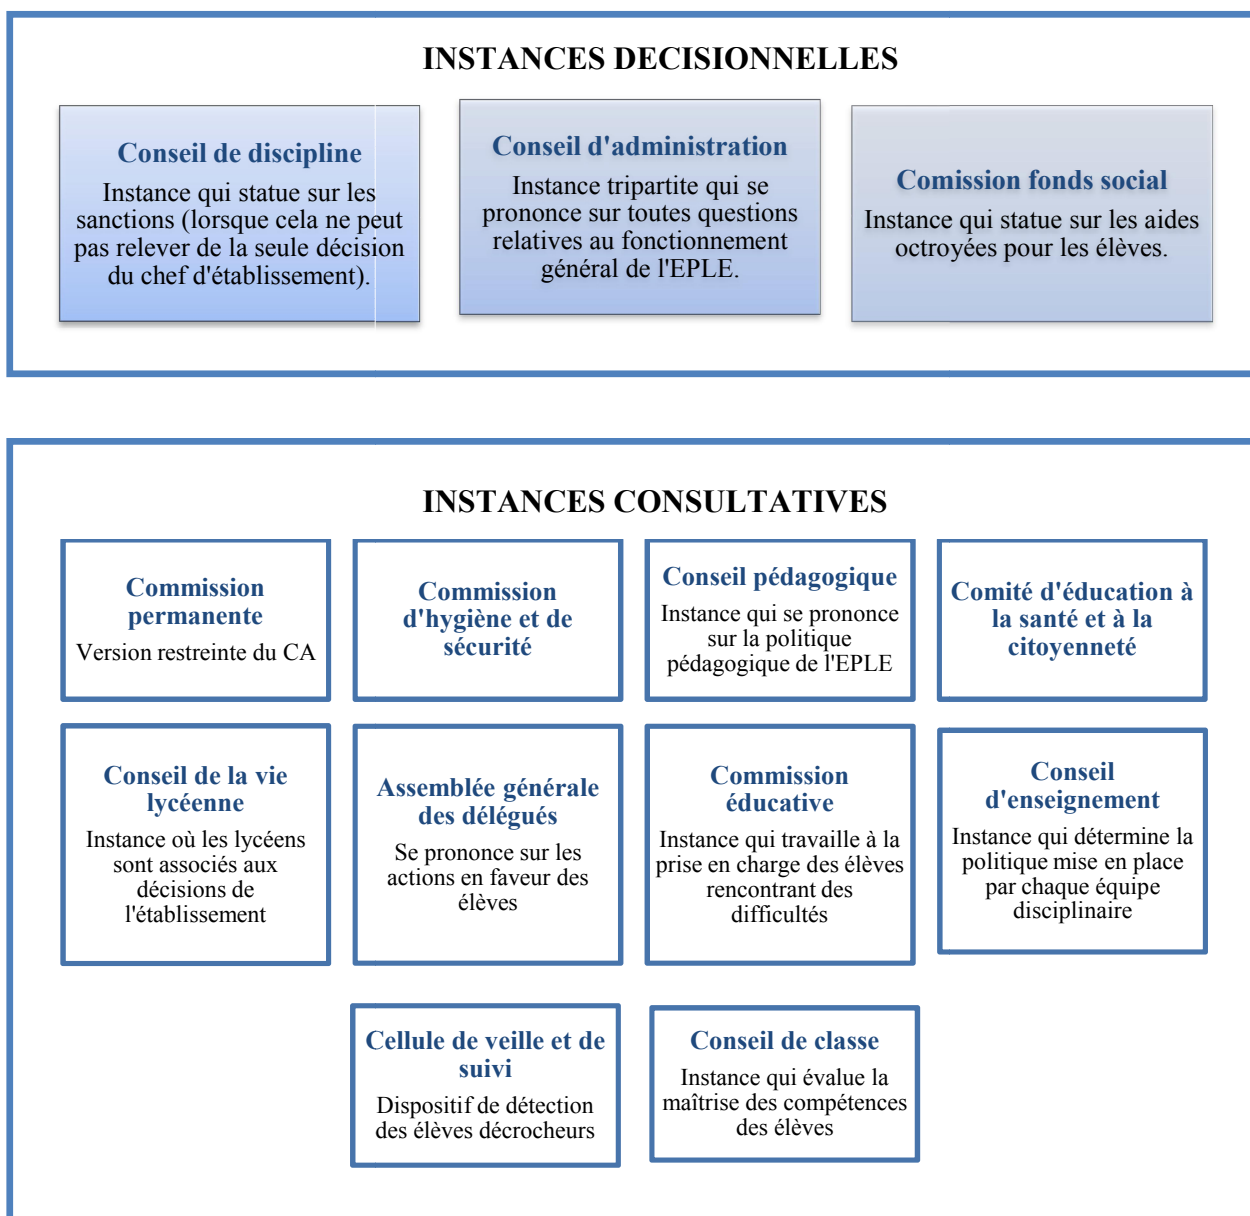 INSTANCES DECISIONNELLES
Conseil de discipline
Instance qui statue sur les
sanctions (lorsque cela ne peut
pas relever de la seule décision
du chef d'établissement).
Conseil d'administration
Instance tripartite qui se
prononce sur toutes questions
relatives au fonctionnement
général de l'EPLE.
Comission fonds social
Instance qui statue sur les aides
octroyées pour les élèves.
INSTANCES CONSULTATIVES
Commission
permanente
Version restreinte du CA
Commission
d'hygiène et de
sécurité
Conseil pédagogique
Instance qui se prononce
sur la politique
pédagogique de l'EPLE
Comité d'éducation à
la santé et à la
citoyenneté
Conseil de la vie
lycéenne
Instance où les lycéens
sont associés aux
décisions de
l'établissement
Assemblée générale
des délégués
Se prononce sur les
actions en faveur des
élèves
Commission
éducative
Instance qui travaille à la
prise en charge des élèves
rencontrant des
difficultés
Conseil
d'enseignement
Instance qui détermine la
politique mise en place
par chaque équipe
disciplinaire
Cellule de veille et de
suivi
Dispositif de détection
des élèves décrocheurs
Conseil de classe
Instance qui évalue la
maîtrise des compétences
des élèves